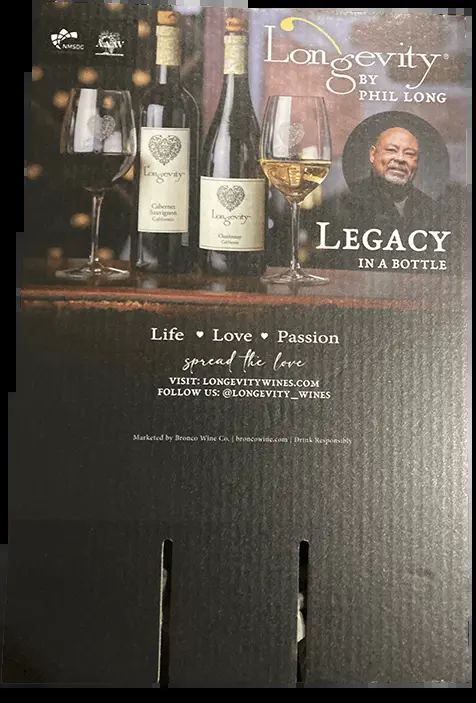 NMSDC
AAAV
Longevity®
BY
PHIL LONG
Longevity
Cabernet
Sauvignon
California
Longevity
Chardonnay
California
LEGACY
IN A BOTTLE
Life ♥ Love ♥ Passion
spread the love
VISIT: LONGEVITYWINES.COM
FOLLOW US: @LONGEVITY_WINES
Marketed by Bronco Wine Co. | broncowine.com | Drink Responsibly